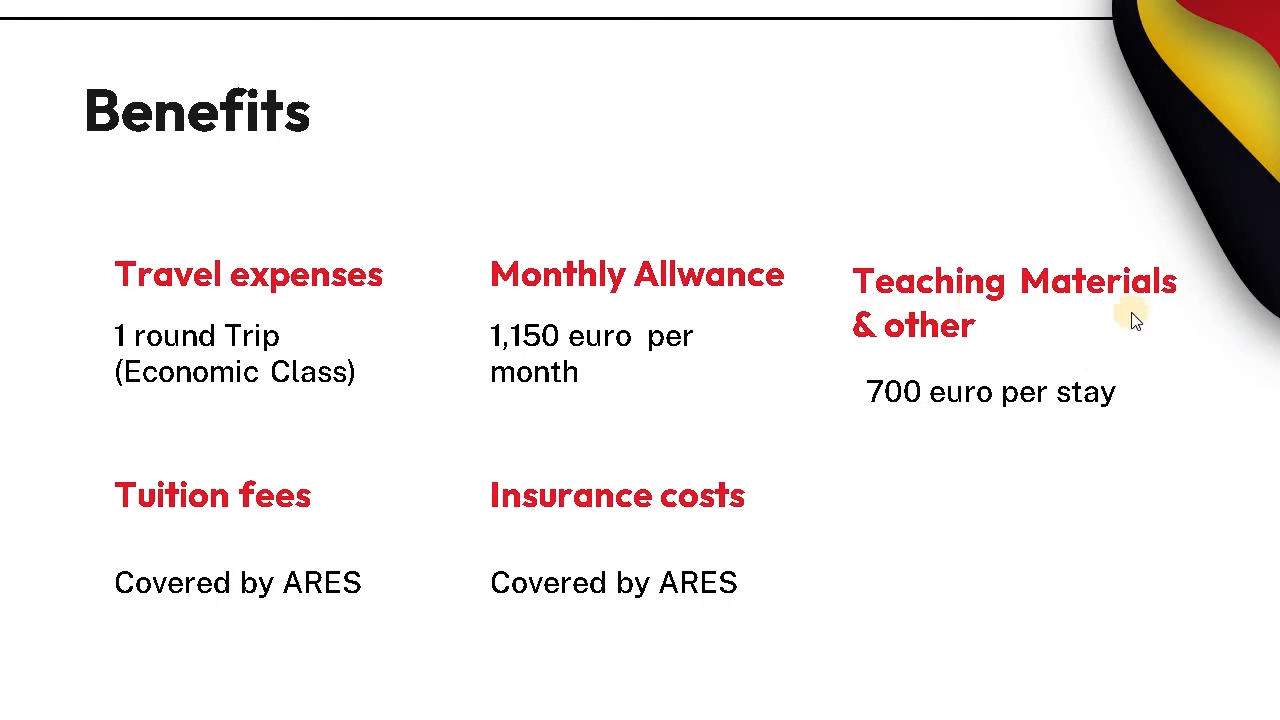 Benefits
Travel expenses
1 round Trip
(Economic Class)
Monthly Allwance
1,150 euro per
month
Teaching Materials
& other
700 euro per stay
Tuition fees
Covered by ARES
Insurance costs
Covered by ARES